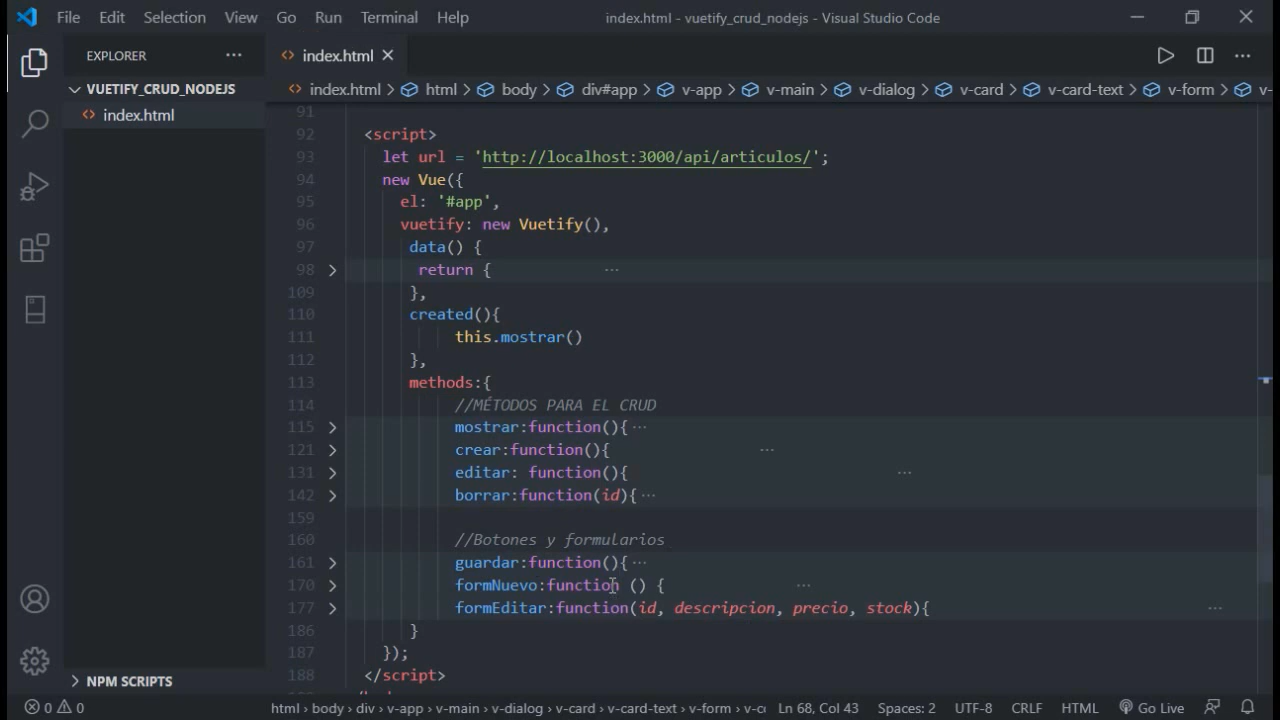 File Edit Selection View Go Run Terminal Help index.html - vuetify_crud_nodejs - Visual Studio Code
EXPLORER ··· <> index.html
VUETIFY_CRUD_NODEJS
<> index.html
<> index.html > html > body > div#app > v-app > v-main > v-dialog > v-card > v-card-text > v-form > v-
91
92 <script>
93 let url = 'http://localhost:3000/api/articulos/';
94 new Vue({
95 el: '#app',
96 vuetify: new Vuetify(),
97 data() {
98 return { ···
109 },
110 created(){
111 this.mostrar()
112 },
113 methods:{
114 //MÉTODOS PARA EL CRUD
115 mostrar:function(){ ···
121 crear:function(){ ···
131 editar: function(){ ···
142 borrar:function(id){ ···
159
160 //Botones y formularios
161 guardar:function(){ ···
170 formNuevo:function () { ···
177 formEditar:function(id, descripcion, precio, stock){ ···
186 }
187 });
188 </script>
NPM SCRIPTS
0 0 html > body > div > v-app > v-main > v-dialog > v-card > v-card-text > v-form > v-co Ln 68, Col 43 Spaces: 2 UTF-8 CRLF HTML Go Live